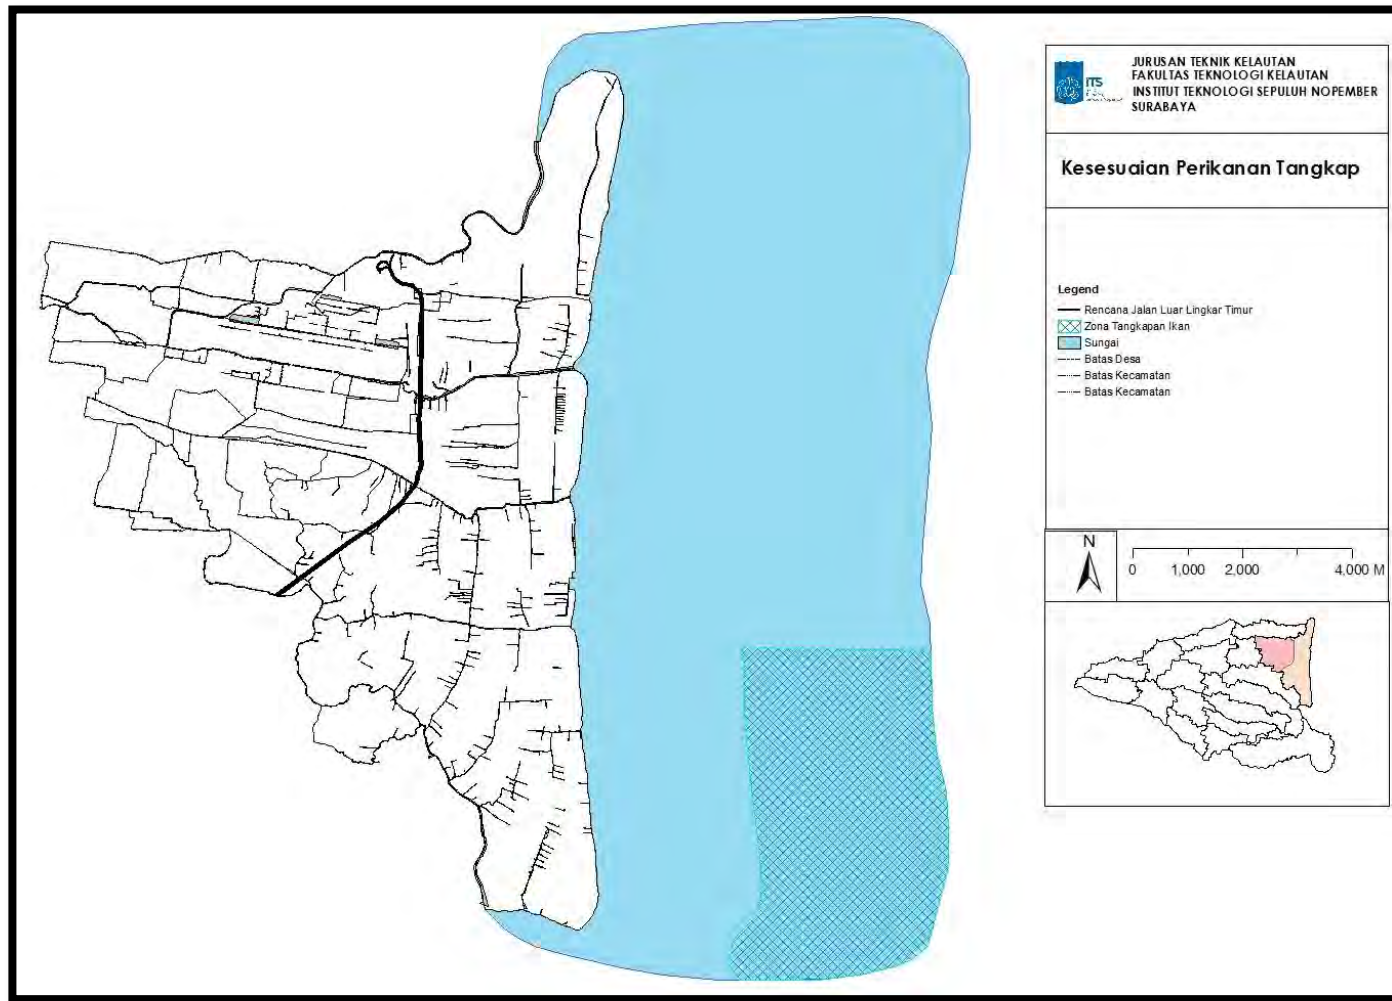 ITS
JURUSAN TEKNIK KELAUTAN
FAKULTAS TEKNOLOGI KELAUTAN
INSTITUT TEKNOLOGI SEPULUH NOPEMBER
SURABAYA
Kesesuaian Perikanan Tangkap
Legend
Rencana Jalan Luar Lingkar Timur
Zona Tangkapan Ikan
Sungai
Batas Desa
Batas Kecamatan
Batas Kecamatan
N
0 1,000 2,000 4,000 M